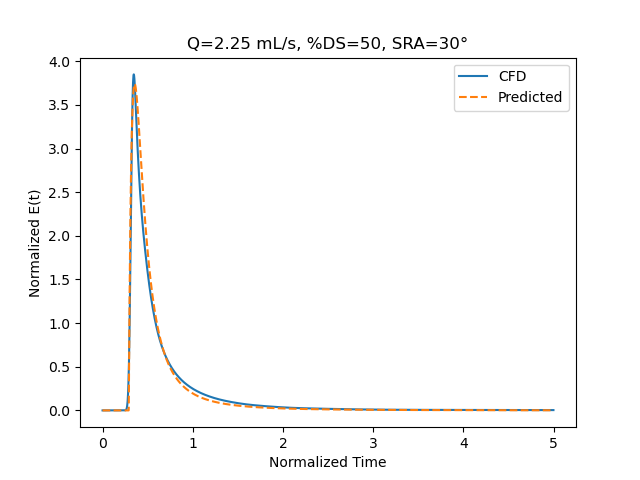 Q=2.25 mL/s, %DS=50, SRA=30°
CFD
Predicted
Normalized E(t)
4.0
3.5
3.0
2.5
2.0
1.5
1.0
0.5
0.0
0 1 2 3 4 5
Normalized Time